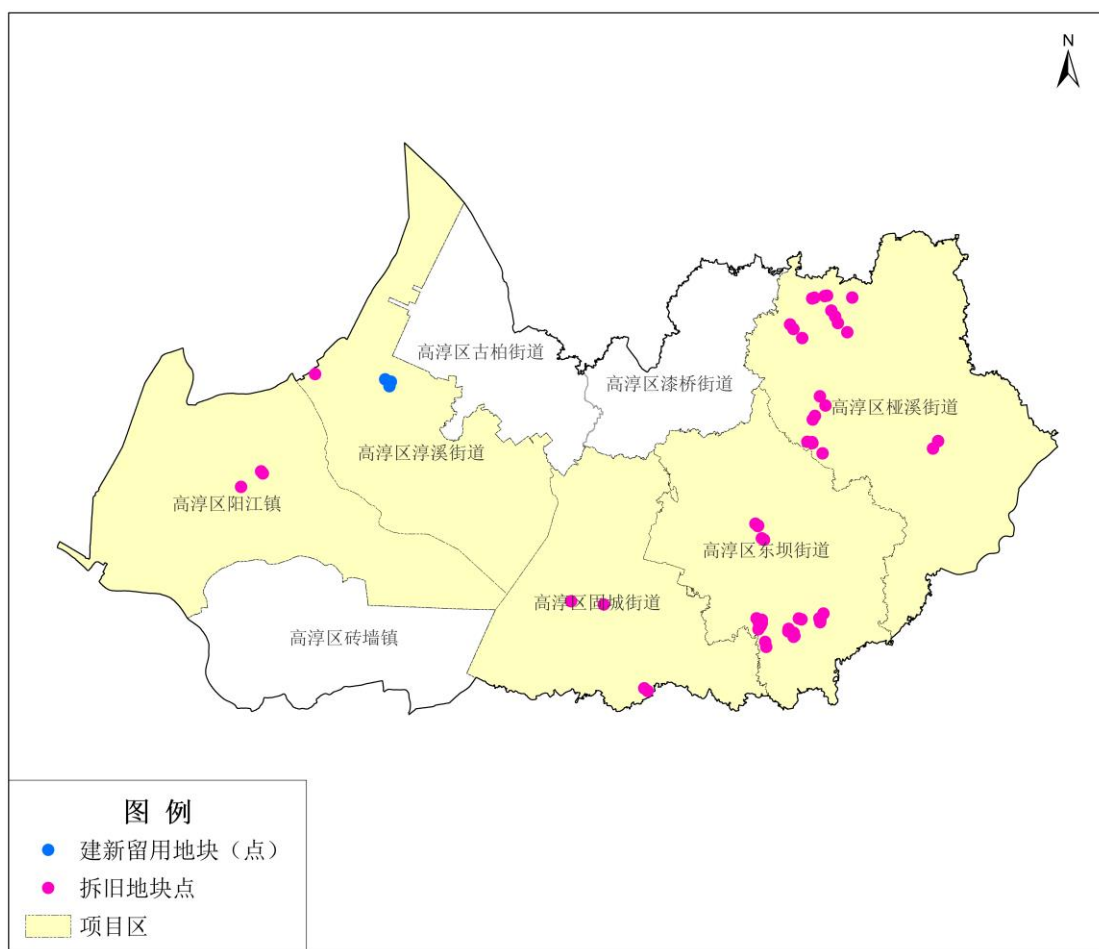 N
高淳区古柏街道
高淳区漆桥街道
高淳区桠溪街道
高淳区淳溪街道
高淳区阳江镇
高淳区东坝街道
高淳区固城街道
高淳区砖墙镇
图 例
建新留用地块（点）
拆旧地块点
项目区